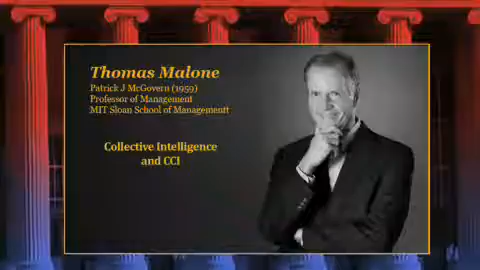 Thomas Malone
Patrick J McGovern (1959)
Professor of Management
MIT Sloan School of Managementt
Collective Intelligence
and CCI